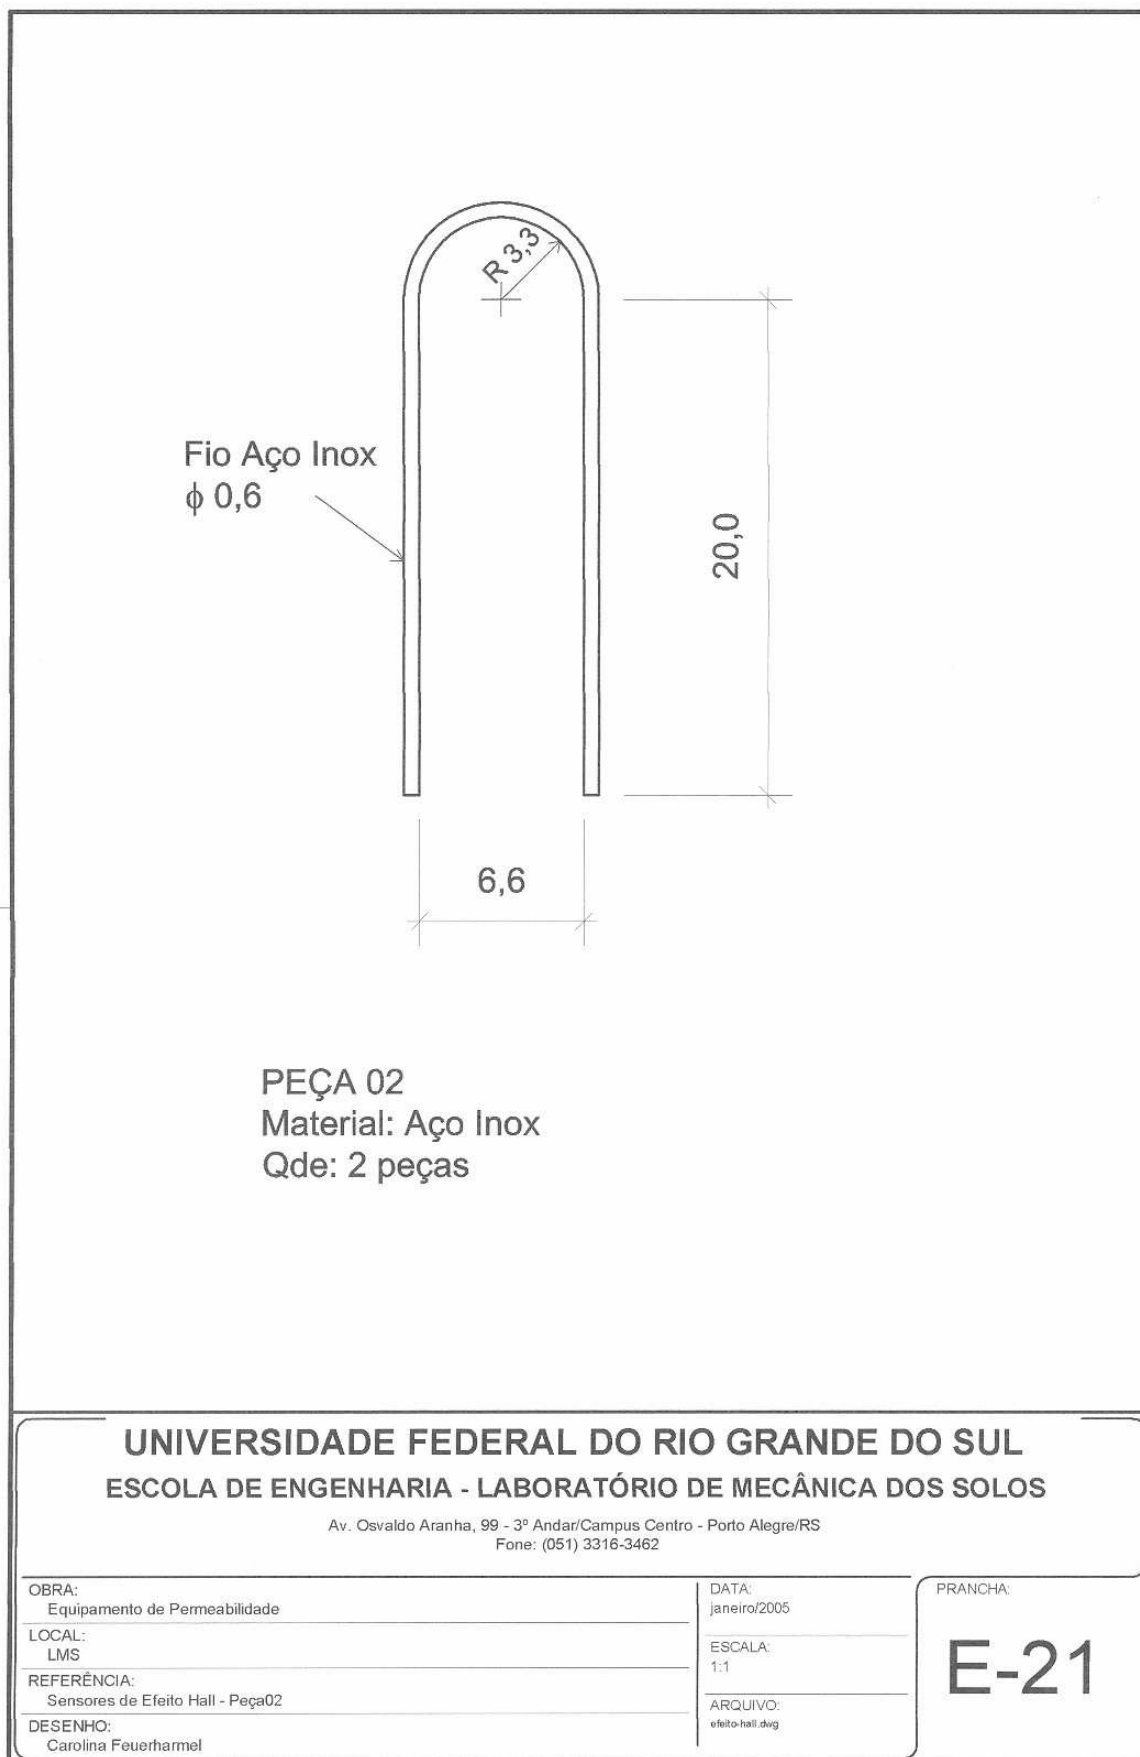 R 3,3
Fio Aço Inox
ϕ 0,6
20,0
6,6
PEÇA 02
Material: Aço Inox
Qde: 2 peças
UNIVERSIDADE FEDERAL DO RIO GRANDE DO SUL
ESCOLA DE ENGENHARIA - LABORATÓRIO DE MECÂNICA DOS SOLOS
Av. Osvaldo Aranha, 99 - 3º Andar/Campus Centro - Porto Alegre/RS
Fone: (051) 3316-3462
OBRA:
Equipamento de Permeabilidade
LOCAL:
LMS
REFERÊNCIA:
Sensores de Efeito Hall - Peça02
DESENHO:
Carolina Feuerharmel
DATA:
janeiro/2005
ESCALA:
1:1
ARQUIVO:
efeito-hall.dwg
PRANCHA:
E-21